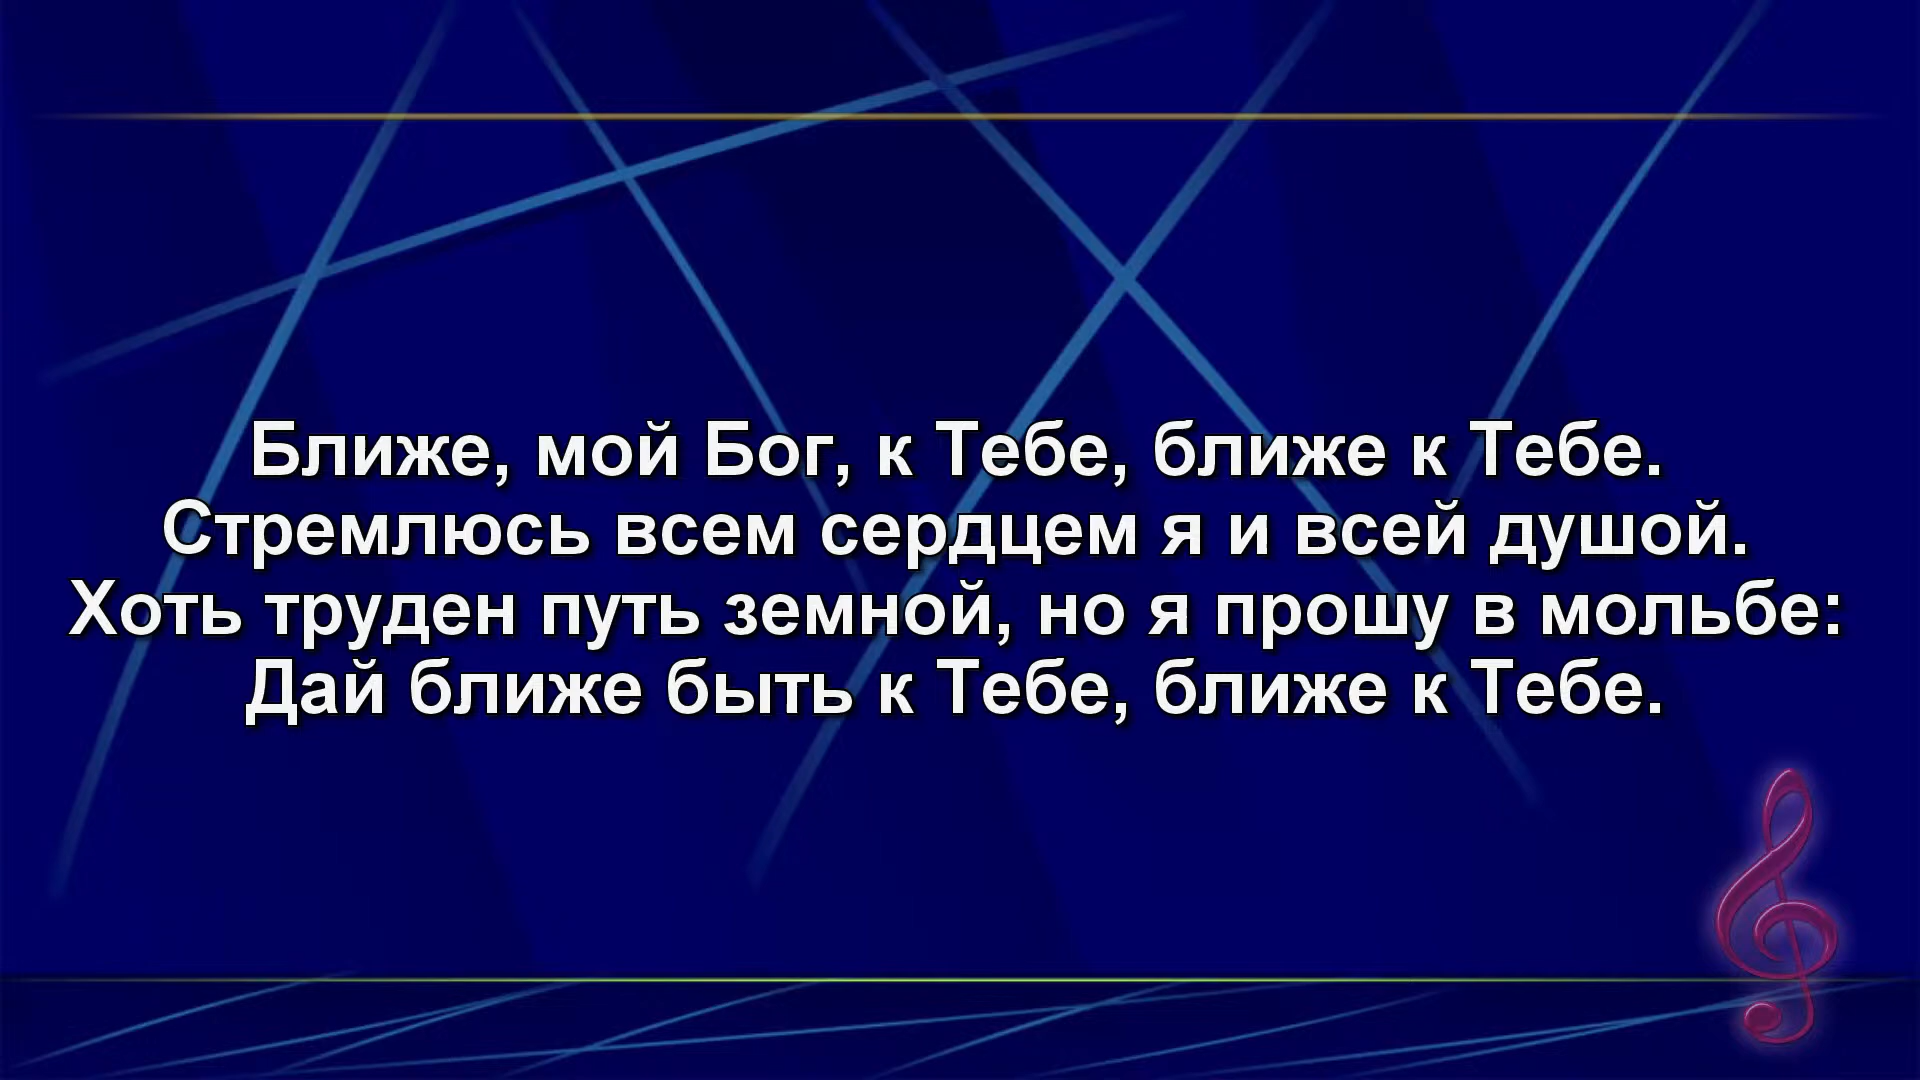 Ближе, мой Бог, к Тебе, ближе к Тебе.
Стремлюсь всем сердцем я и всей душой.
Хоть труден путь земной, но я прошу в мольбе:
Дай ближе быть к Тебе, ближе к Тебе.